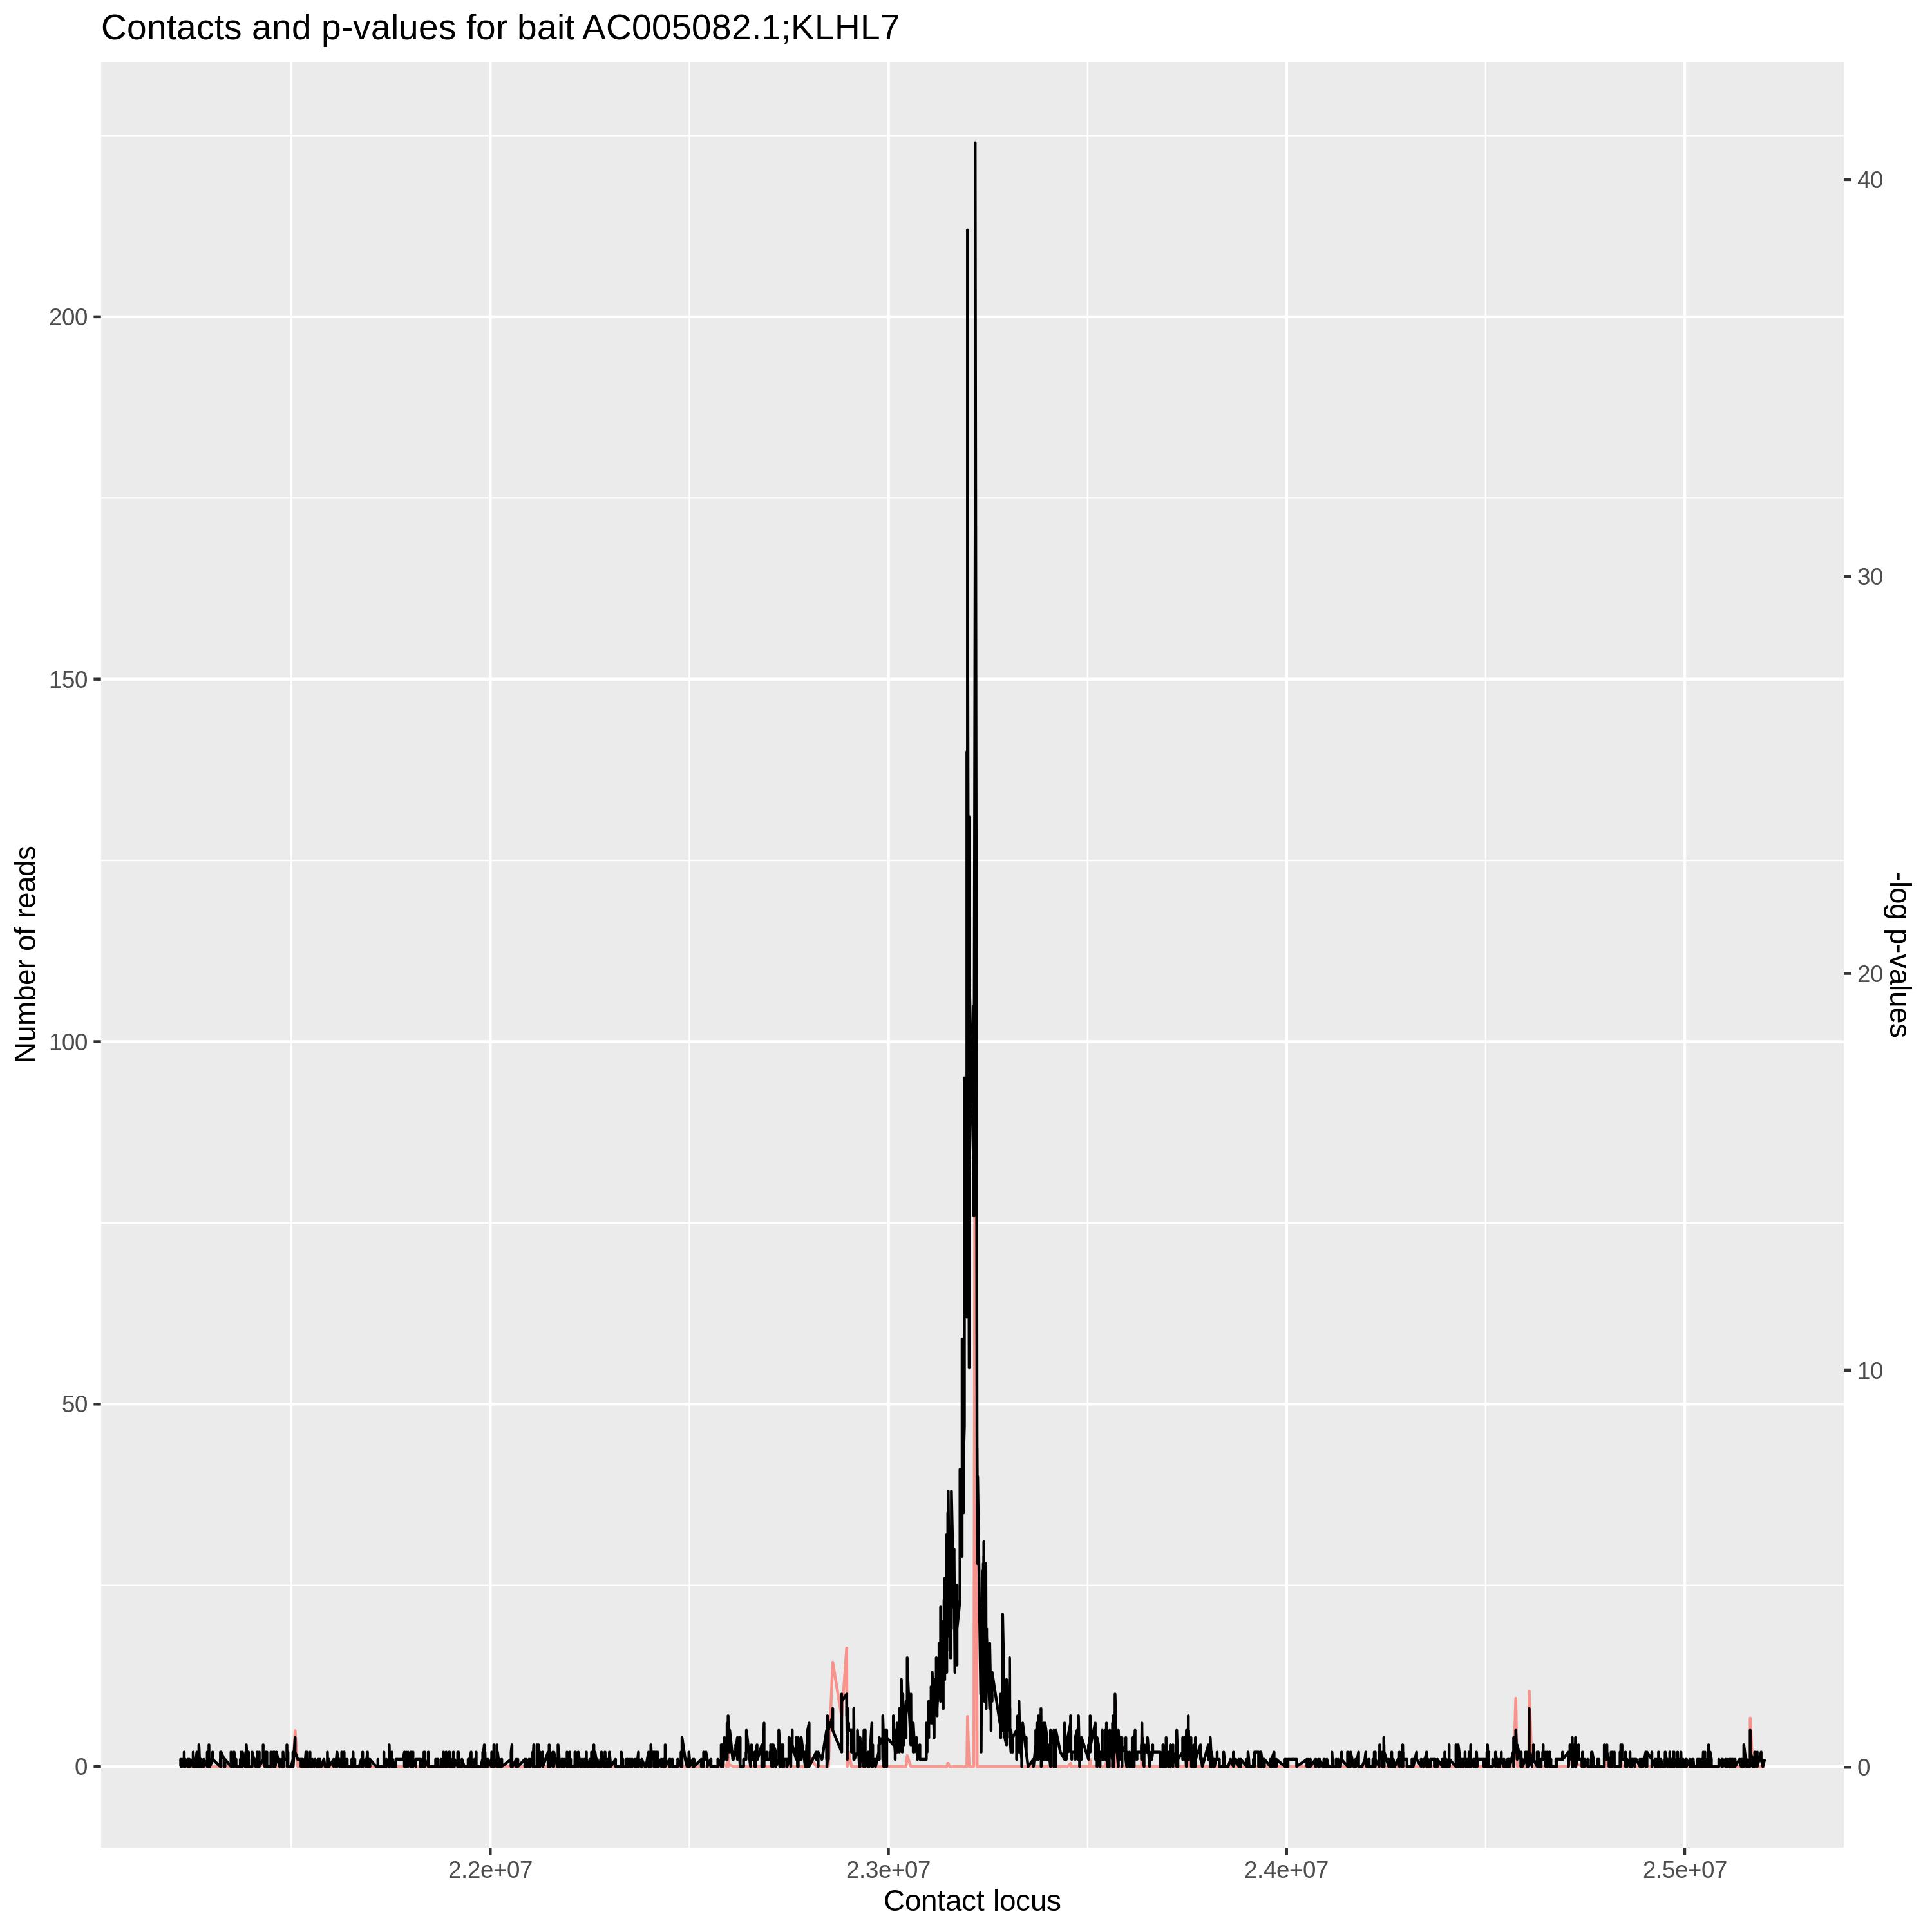 Contacts and p-values for bait AC005082.1;KLHL7
Number of reads
200
150
100
50
0
40
30
20
10
0
-log p-values
2.2e+07
2.3e+07
2.4e+07
2.5e+07
Contact locus